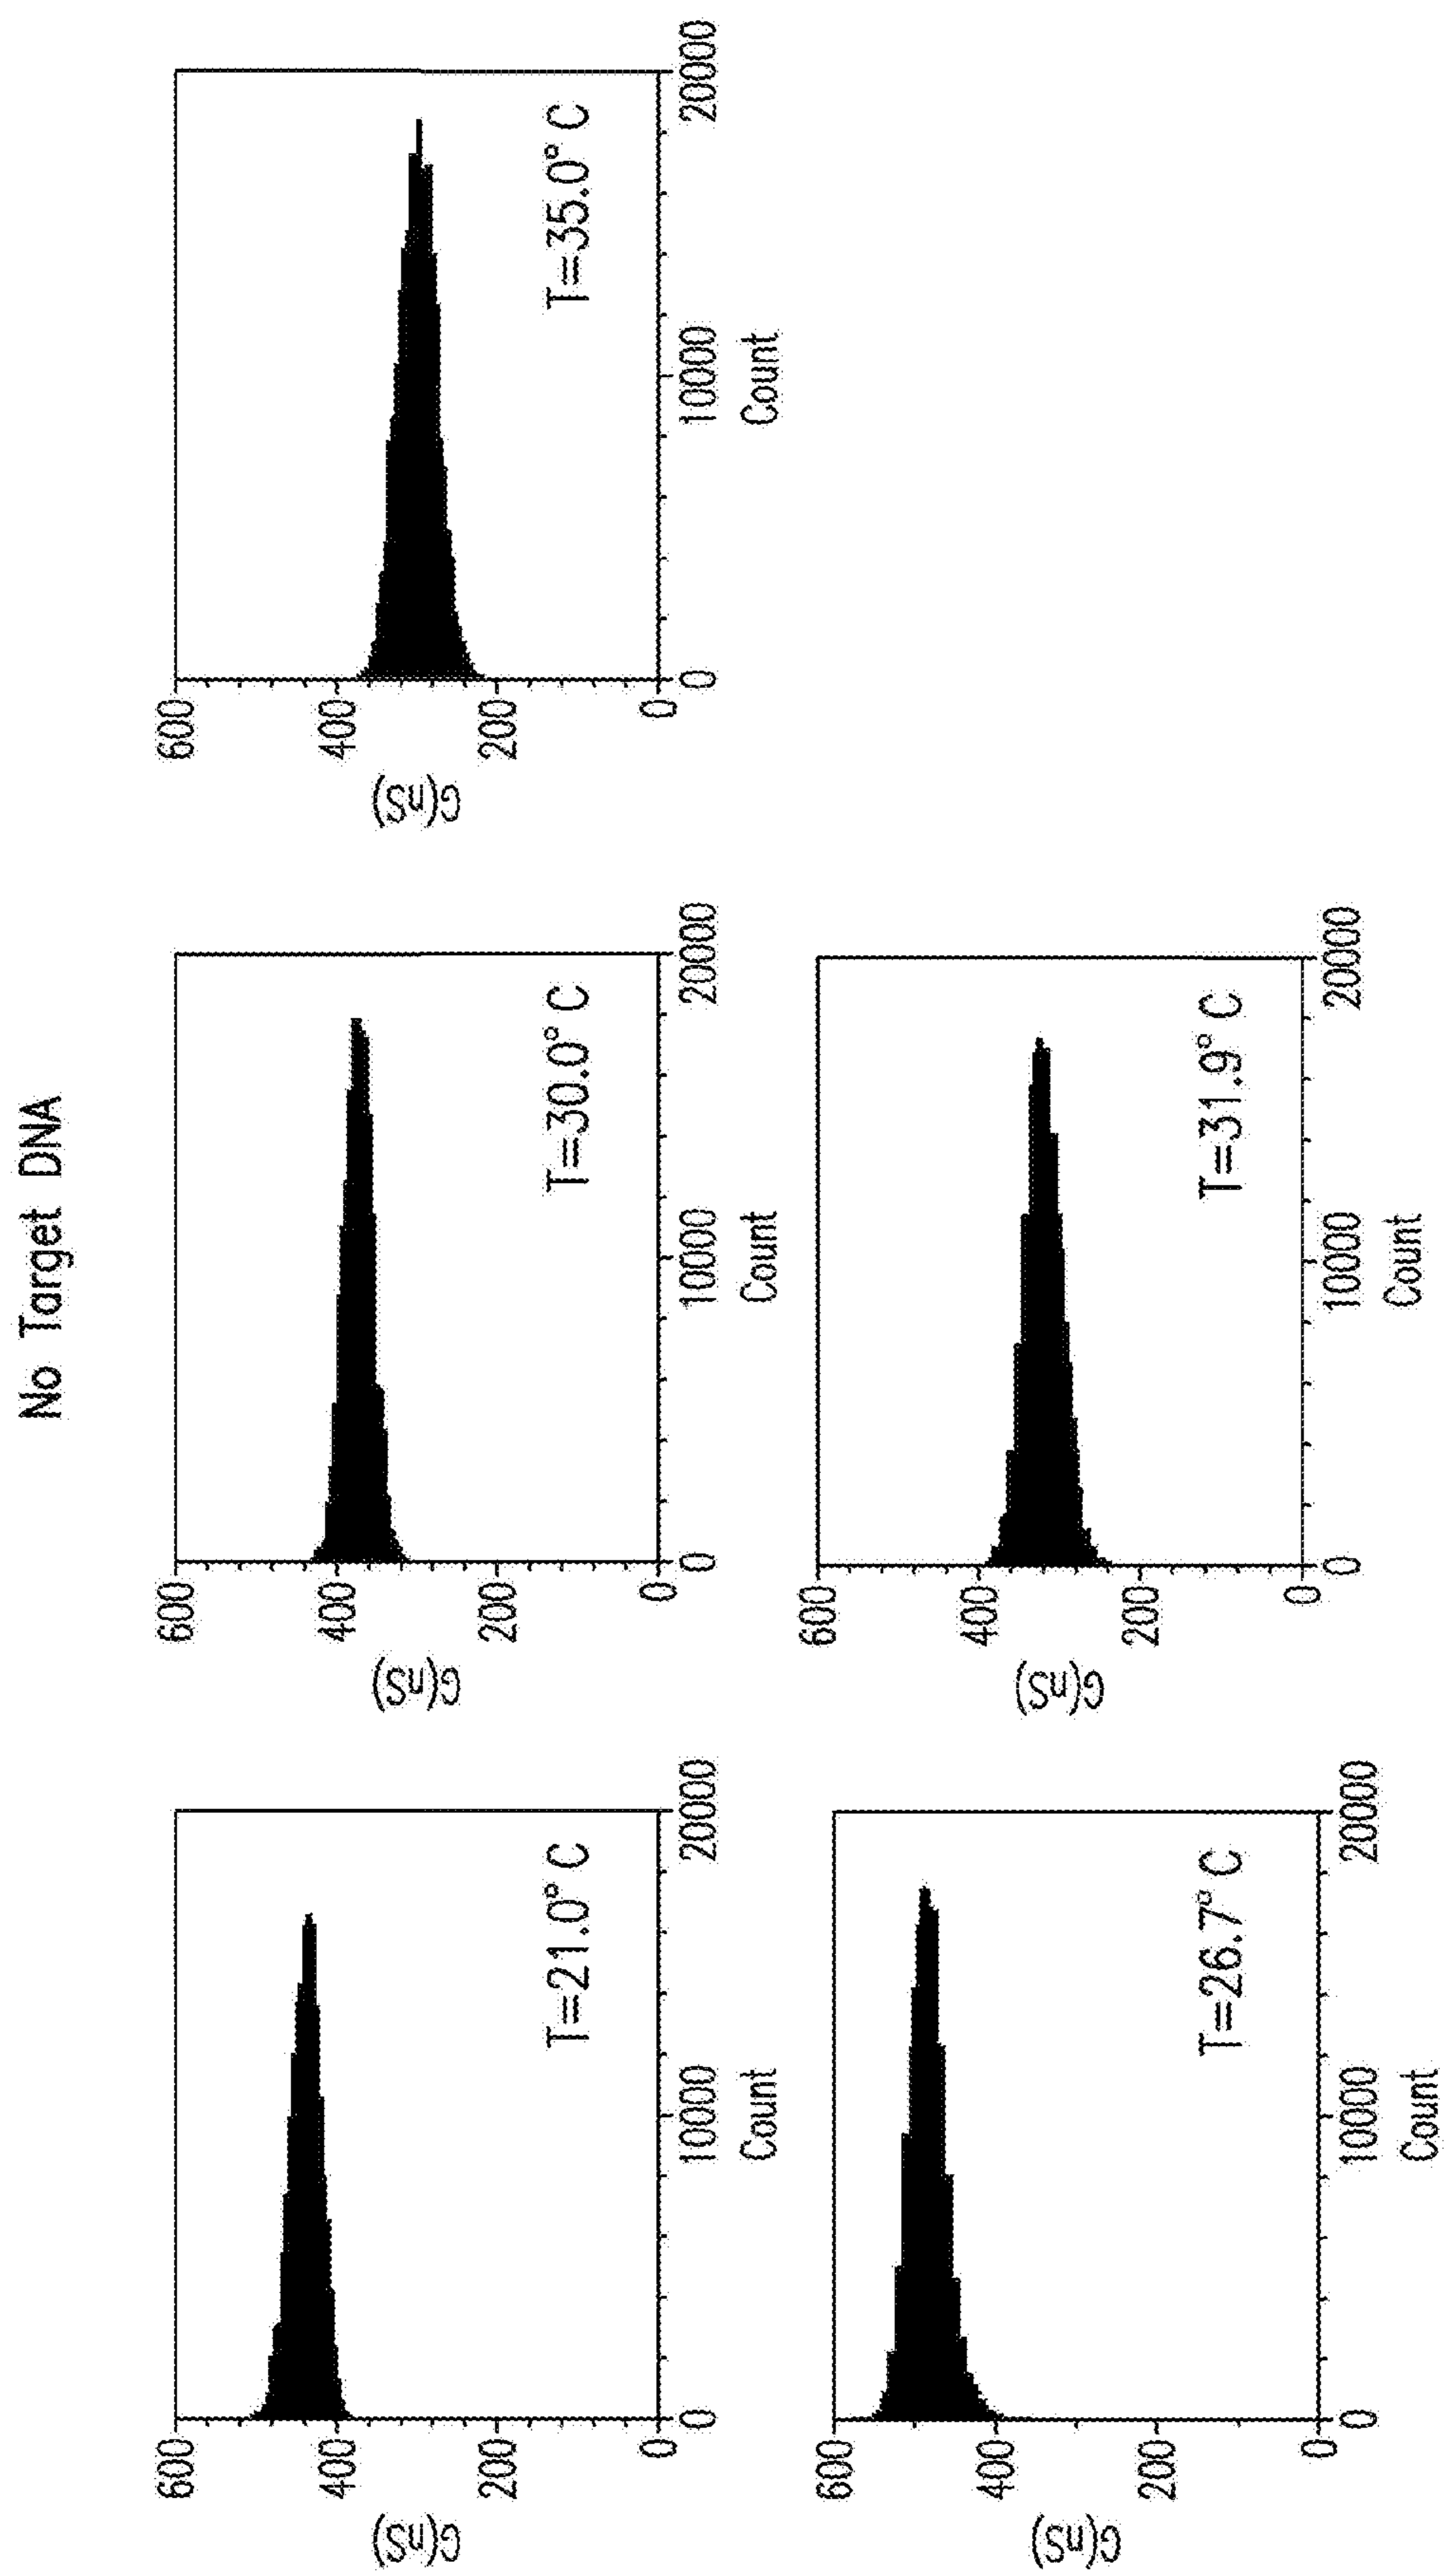 No Target DNA
600
400
200
0
G(nS)
T=21.0° C
0 10000 20000
Count
600
400
200
0
G(nS)
T=30.0° C
0 10000 20000
Count
600
400
200
0
G(nS)
T=35.0° C
0 10000 20000
Count
600
400
200
0
G(nS)
T=26.7° C
0 10000 20000
Count
600
400
200
0
G(nS)
T=31.9° C
0 10000 20000
Count